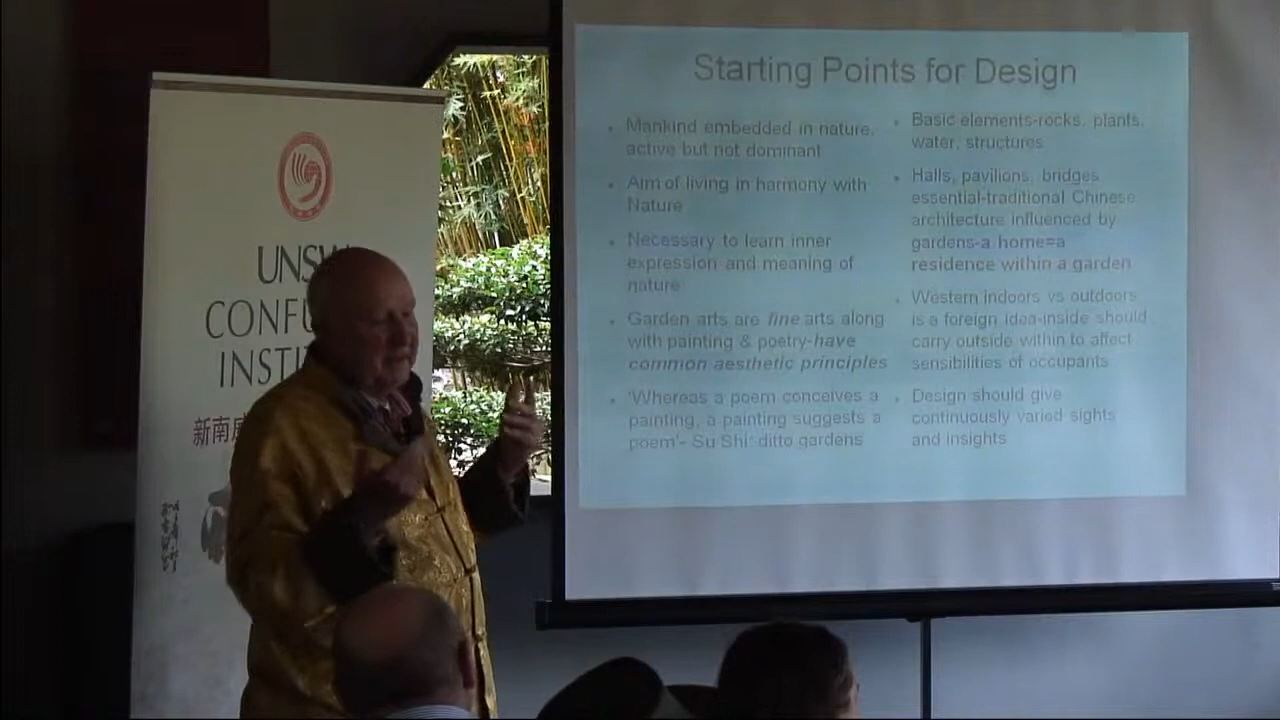 UNSW
CONFU
INSTI
新南
Starting Points for Design
Mankind embedded in nature,
active but not dominant
Aim of living in harmony with
Nature
Necessary to learn inner
expression and meaning of
nature
Garden arts are fine arts along
with painting & poetry-have
common aesthetic principles
'Whereas a poem conceives a
painting, a painting suggests a
poem'- Su Shi: ditto gardens
Basic elements-rocks, plants,
water, structures
Halls, pavilions, bridges
essential-traditional Chinese
architecture influenced by
gardens-a home=a
residence within a garden
Western indoors vs outdoors
is a foreign idea-inside should
carry outside within to affect
sensibilities of occupants
Design should give
continuously varied sights
and insights